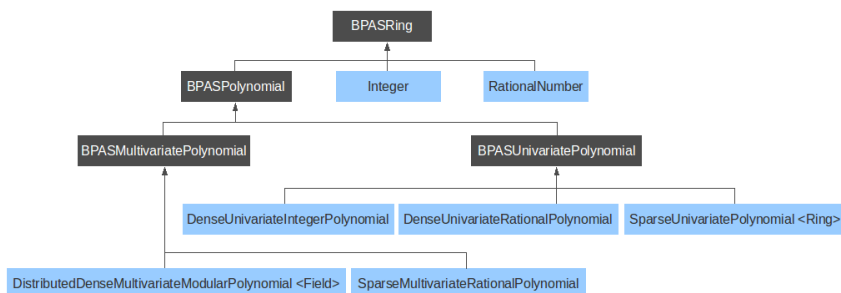 BPASRing
BPASPolynomial
Integer
RationalNumber
BPASMultivariatePolynomial
BPASUnivariatePolynomial
DenseUnivariateIntegerPolynomial
DenseUnivariateRationalPolynomial
SparseUnivariatePolynomial <Ring>
DistributedDenseMultivariateModularPolynomial <Field>
SparseMultivariateRationalPolynomial